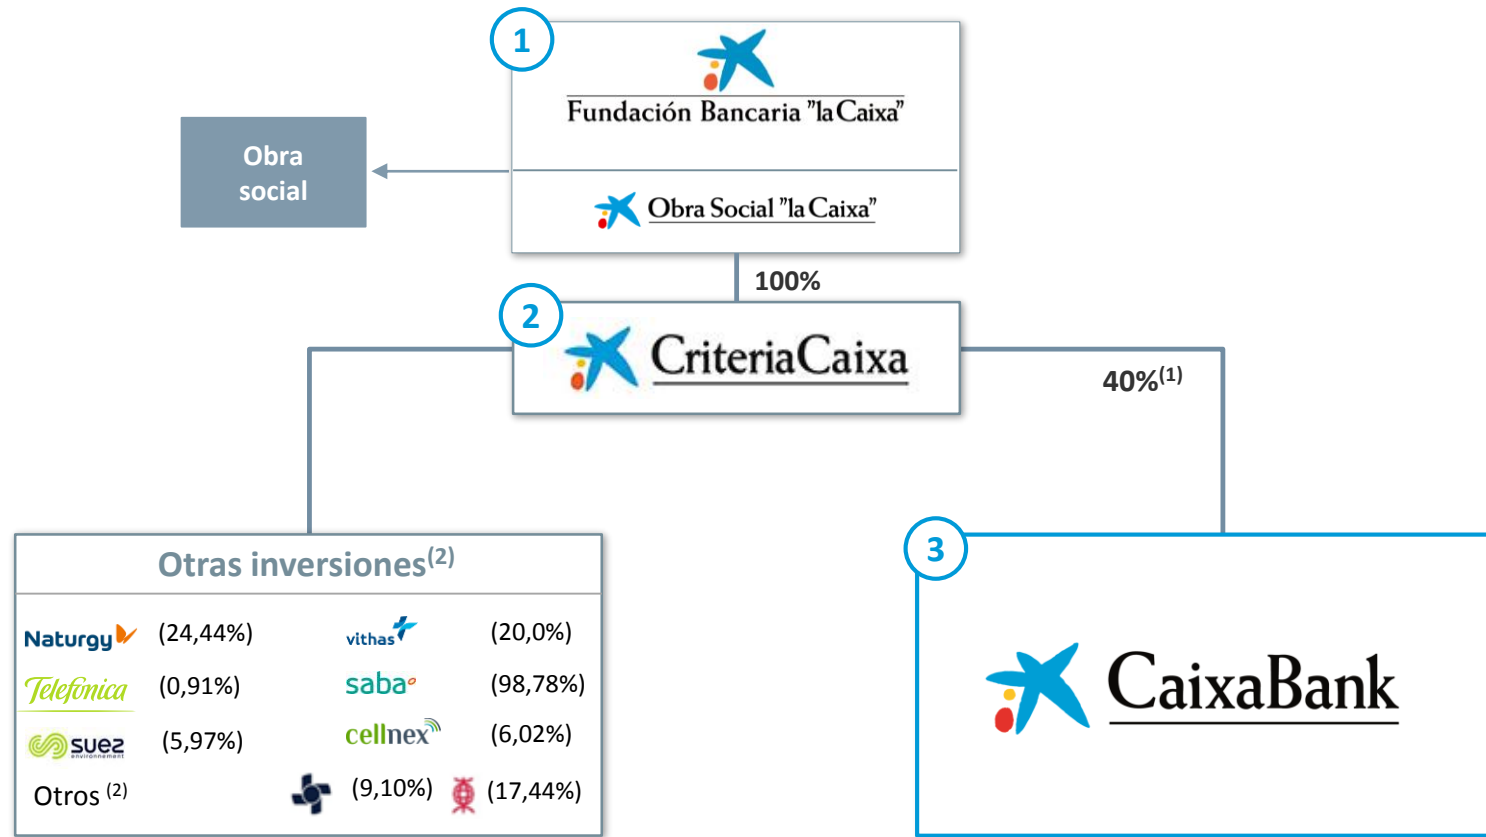 1
Fundación Bancaria "la Caixa"
Obra
social
Obra Social "la Caixa"
100%
2
CriteriaCaixa
40%(1)
3
Otras inversiones(2)
Naturgy (24,44%) vithas (20,0%)
Telefónica (0,91%) saba (98,78%)
suez environnement (5,97%) cellnex (6,02%)
Otros (2) (9,10%) (17,44%)
CaixaBank